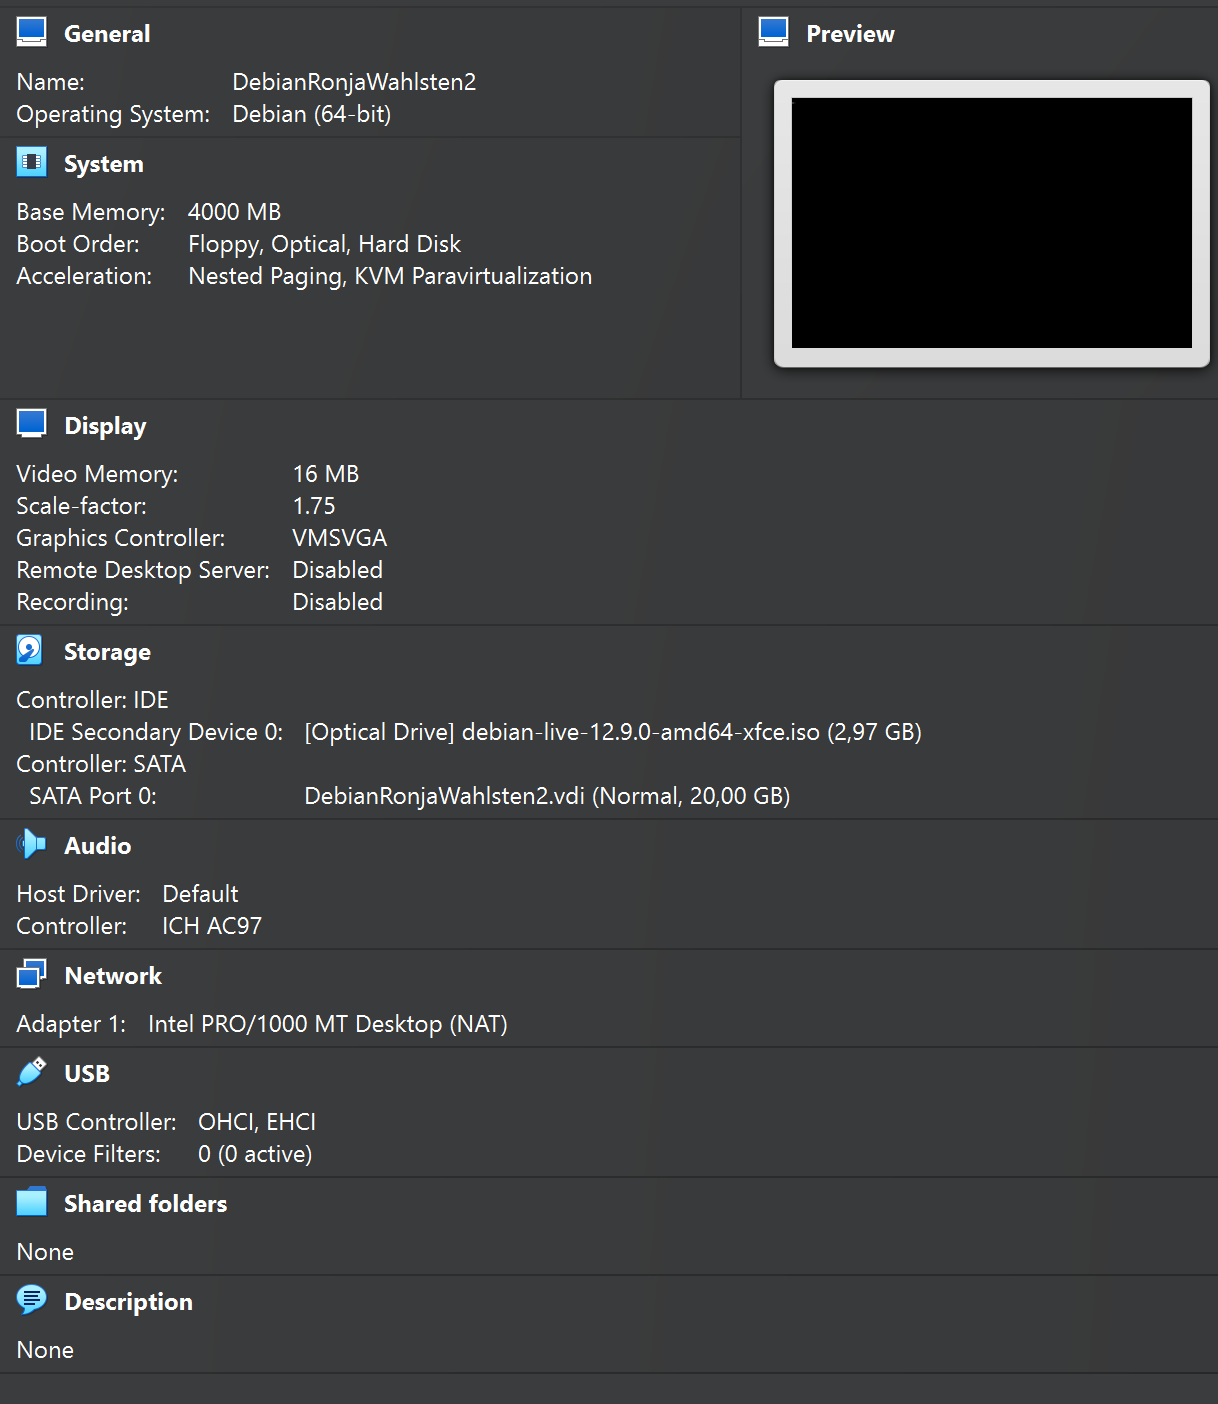 General
Name: DebianRonjaWahlsten2
Operating System: Debian (64-bit)
Preview
System
Base Memory: 4000 MB
Boot Order: Floppy, Optical, Hard Disk
Acceleration: Nested Paging, KVM Paravirtualization
Display
Video Memory: 16 MB
Scale-factor: 1.75
Graphics Controller: VMSVGA
Remote Desktop Server: Disabled
Recording: Disabled
Storage
Controller: IDE
IDE Secondary Device 0: [Optical Drive] debian-live-12.9.0-amd64-xfce.iso (2,97 GB)
Controller: SATA
SATA Port 0: DebianRonjaWahlsten2.vdi (Normal, 20,00 GB)
Audio
Host Driver: Default
Controller: ICH AC97
Network
Adapter 1: Intel PRO/1000 MT Desktop (NAT)
USB
USB Controller: OHCI, EHCI
Device Filters: 0 (0 active)
Shared folders
None
Description
None